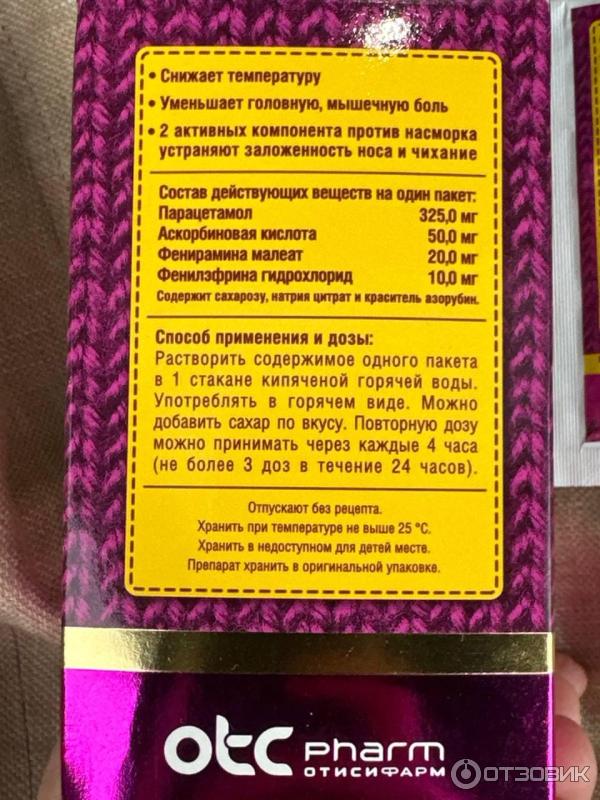 • Снижает температуру
• Уменьшает головную, мышечную боль
• 2 активных компонента против насморка
устраняют заложенность носа и чихание
Состав действующих веществ на один пакет:
Парацетамол 325,0 мг
Аскорбиновая кислота 50,0 мг
Фенирамина малеат 20,0 мг
Фенилэфрина гидрохлорид 10,0 мг
Содержит сахарозу, натрия цитрат и краситель азорубин.
Способ применения и дозы:
Растворить содержимое одного пакета
в 1 стакане кипяченой горячей воды.
Употреблять в горячем виде. Можно
добавить сахар по вкусу. Повторную дозу
можно принимать через каждые 4 часа
(не более 3 доз в течение 24 часов).
Отпускают без рецепта.
Хранить при температуре не выше 25 °С.
Хранить в недоступном для детей месте.
Препарат хранить в оригинальной упаковке.
otc pharm
ОТИСИФАРМ
ОТЗОВИК